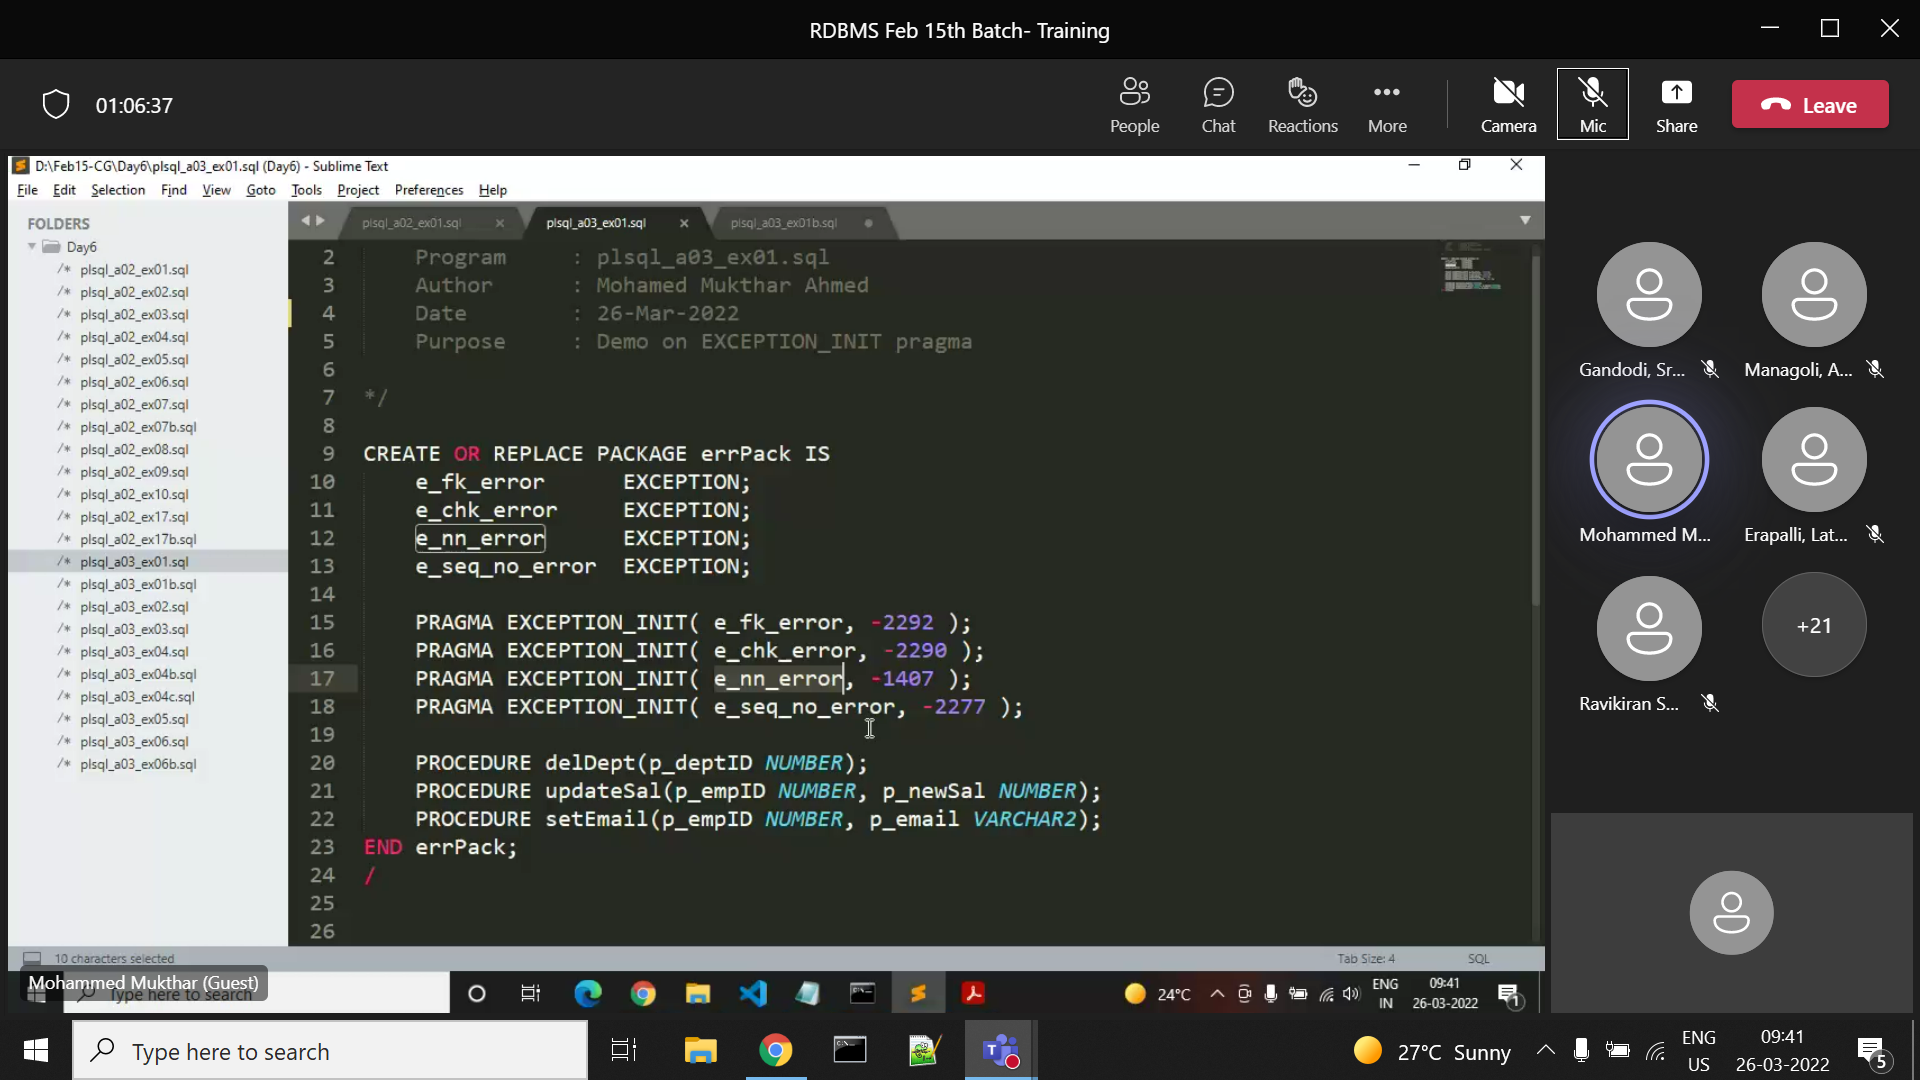 RDBMS Feb 15th Batch- Training
01:06:37
People
Chat
Reactions
More
Camera
Mic
Share
Leave
D:\Feb15-CG\Day6\plsql_a03_ex01.sql (Day6) - Sublime Text
File Edit Selection Find View Goto Tools Project Preferences Help
FOLDERS
Day6
/* plsql_a02_ex01.sql
/* plsql_a02_ex02.sql
/* plsql_a02_ex03.sql
/* plsql_a02_ex04.sql
/* plsql_a02_ex05.sql
/* plsql_a02_ex06.sql
/* plsql_a02_ex07.sql
/* plsql_a02_ex07b.sql
/* plsql_a02_ex08.sql
/* plsql_a02_ex09.sql
/* plsql_a02_ex10.sql
/* plsql_a02_ex17.sql
/* plsql_a02_ex17b.sql
/* plsql_a03_ex01.sql
/* plsql_a03_ex01b.sql
/* plsql_a03_ex02.sql
/* plsql_a03_ex03.sql
/* plsql_a03_ex04.sql
/* plsql_a03_ex04b.sql
/* plsql_a03_ex04c.sql
/* plsql_a03_ex05.sql
/* plsql_a03_ex06.sql
/* plsql_a03_ex06b.sql
plsql_a02_ex01.sql
plsql_a03_ex01.sql
plsql_a03_ex01b.sql
2 Program : plsql_a03_ex01.sql
3 Author : Mohamed Mukthar Ahmed
4 Date : 26-Mar-2022
5 Purpose : Demo on EXCEPTION_INIT pragma
6
7 */
8
9 CREATE OR REPLACE PACKAGE errPack IS
10 e_fk_error EXCEPTION;
11 e_chk_error EXCEPTION;
12 e_nn_error EXCEPTION;
13 e_seq_no_error EXCEPTION;
14
15 PRAGMA EXCEPTION_INIT( e_fk_error, -2292 );
16 PRAGMA EXCEPTION_INIT( e_chk_error, -2290 );
17 PRAGMA EXCEPTION_INIT( e_nn_error, -1407 );
18 PRAGMA EXCEPTION_INIT( e_seq_no_error, -2277 );
19
20 PROCEDURE delDept(p_deptID NUMBER);
21 PROCEDURE updateSal(p_empID NUMBER, p_newSal NUMBER);
22 PROCEDURE setEmail(p_empID NUMBER, p_email VARCHAR2);
23 END errPack;
24 /
25
26
10 characters selected
Tab Size: 4
SQL
Mohammed Mukthar (Guest)
Type here to search
24°C
ENG
IN
09:41
26-03-2022
1
Gandodi, Sr...
Managoli, A...
Mohammed M...
Erapalli, Lat...
Ravikiran S...
+21
Type here to search
27°C Sunny
ENG
US
09:41
26-03-2022
5